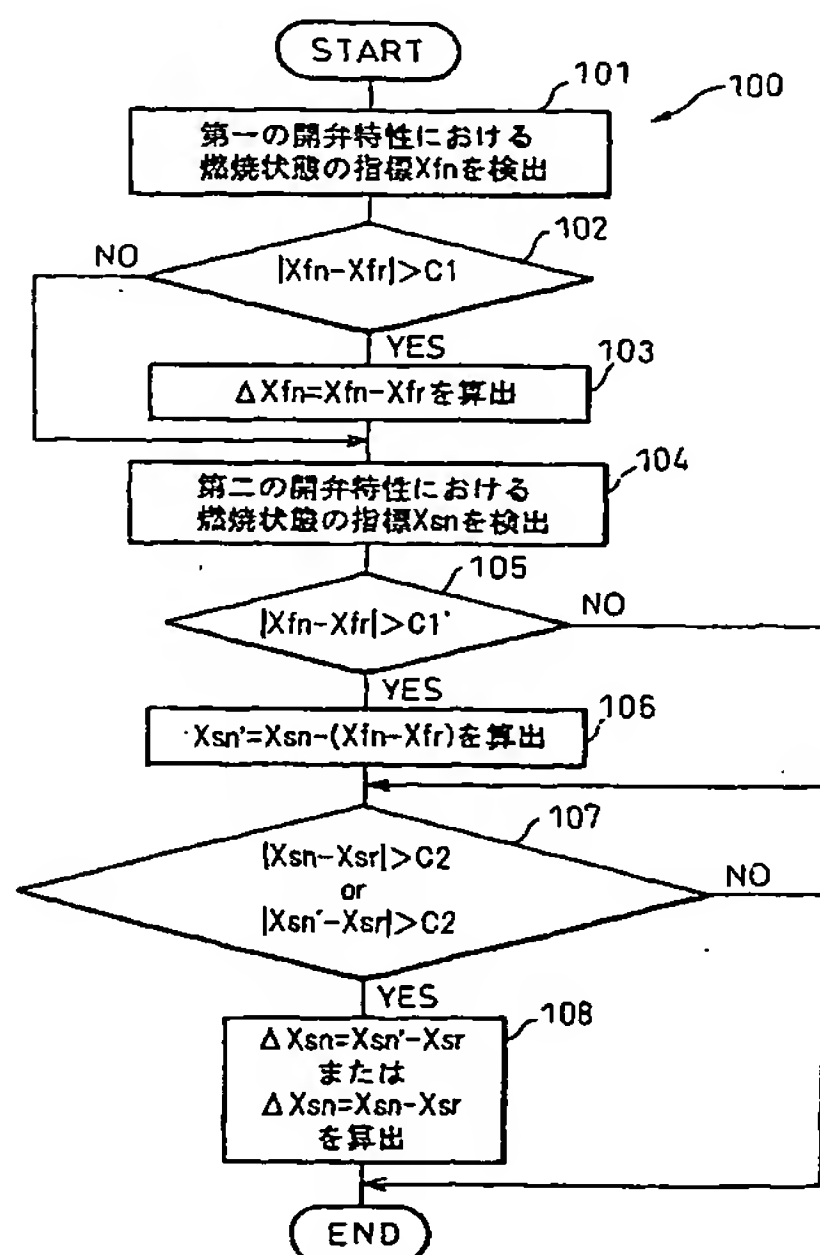 START
101
100
第一の開弁特性における
燃焼状態の指標Xfnを検出
102
NO
|Xfn-Xfr|>C1
YES
103
ΔXfn=Xfn-Xfrを算出
104
第二の開弁特性における
燃焼状態の指標Xsnを検出
105
NO
|Xfn-Xfr|>C1'
YES
106
Xsn'=Xsn-(Xfn-Xfr)を算出
107
|Xsn-Xsr|>C2
or
|Xsn'-Xsr|>C2
NO
YES
108
ΔXsn=Xsn'-Xsr
または
ΔXsn=Xsn-Xsr
を算出
END